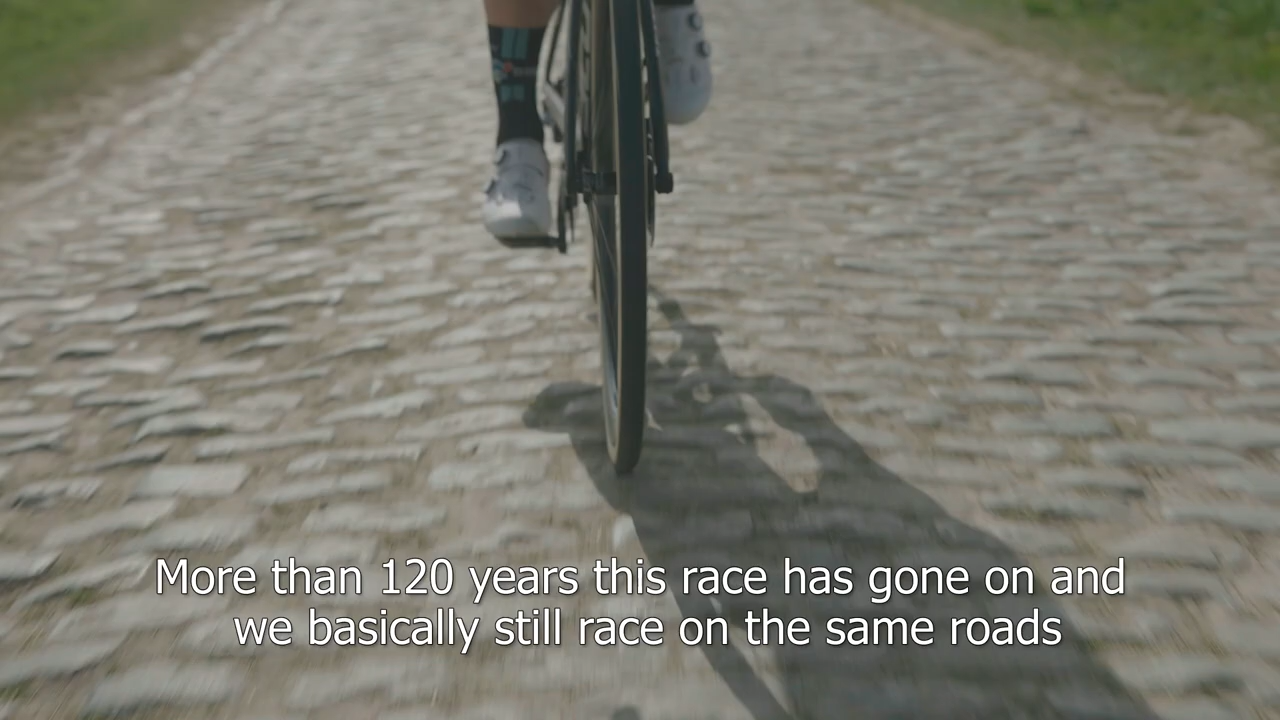 More than 120 years this race has gone on and
we basically still race on the same roads